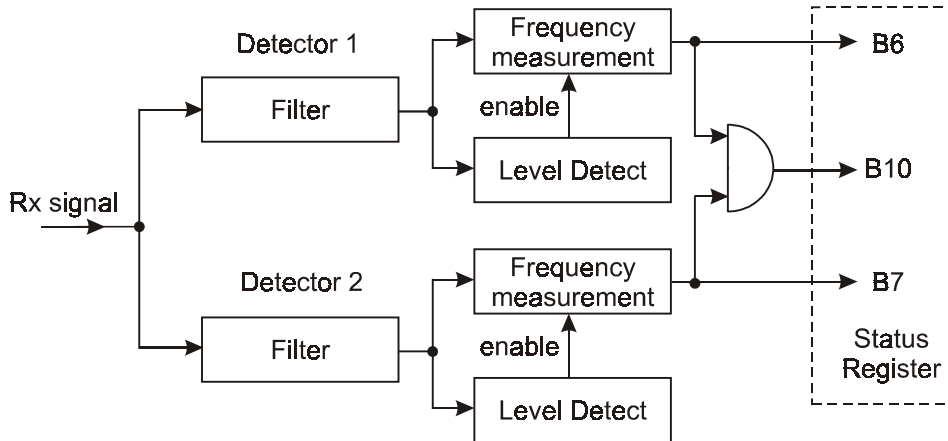 Detector 1
Filter
Frequency
measurement
enable
Level Detect
B6
B10
Rx signal
Detector 2
Filter
Frequency
measurement
enable
Level Detect
B7
Status
Register